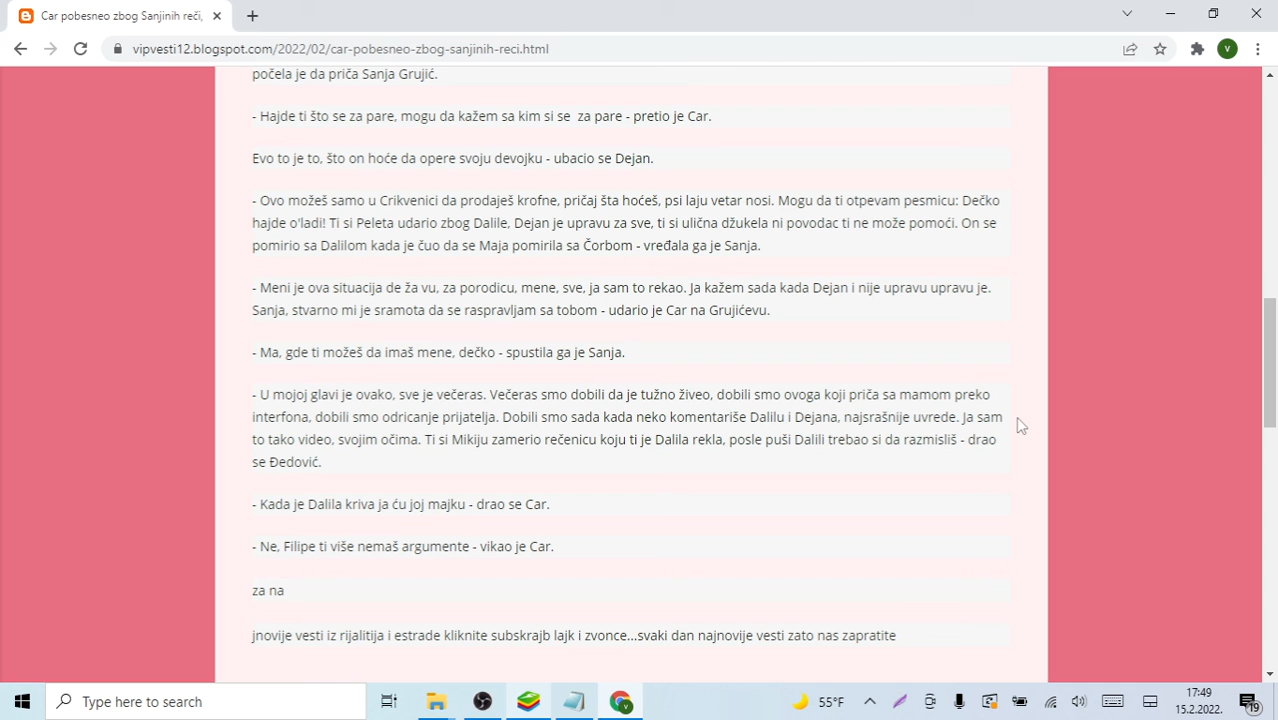 Car pobesneo zbog Sanjinih reči,
vipvesti12.blogspot.com/2022/02/car-pobesneo-zbog-sanjinih-reci.html
V
počela je da priča Sanja Grujić.
- Hajde ti što se za pare, mogu da kažem sa kim si se za pare - pretio je Car.
Evo to je to, što on hoće da opere svoju devojku - ubacio se Dejan.
- Ovo možeš samo u Crikvenici da prodaješ krofne, pričaj šta hoćeš, psi laju vetar nosi. Mogu da ti otpevam pesmicu: Dečko
hajde o'ladi! Ti si Peleta udario zbog Dalile, Dejan je upravu za sve, ti si ulična džukela ni povodac ti ne može pomoći. On se
pomirio sa Dalilom kada je čuo da se Maja pomirila sa Čorbom - vređala ga je Sanja.
- Meni je ova situacija de ža vu, za porodicu, mene, sve, ja sam to rekao. Ja kažem sada kada Dejan i nije upravu upravu je.
Sanja, stvarno mi je sramota da se raspravljam sa tobom - udario je Car na Grujićevu.
- Ma, gde ti možeš da imaš mene, dečko - spustila ga je Sanja.
- U mojoj glavi je ovako, sve je večeras. Večeras smo dobili da je tužno živeo, dobili smo ovoga koji priča sa mamom preko
interfona, dobili smo odricanje prijatelja. Dobili smo sada kada neko komentariše Dalilu i Dejana, najsrašnije uvrede. Ja sam
to tako video, svojim očima. Ti si Mikiju zamerio rečenicu koju ti je Dalila rekla, posle puši Dalili trebao si da razmisliš - drao
se Đedović.
- Kada je Dalila kriva ja ću joj majku - drao se Car.
- Ne, Filipe ti više nemaš argumente - vikao je Car.
za na
jnovije vesti iz rijalitija i estrade kliknite subskrajb lajk i zvonce...svaki dan najnovije vesti zato nas zapratite
Type here to search
V
55°F
17:49
15.2.2022.
19